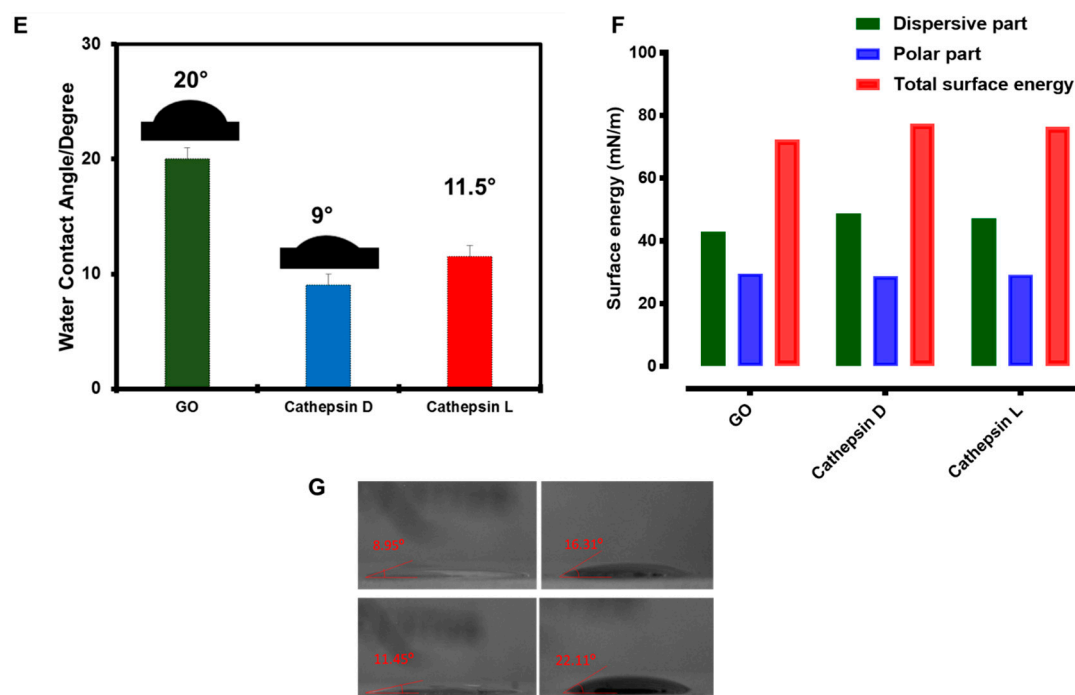 E
30
20
10
0
Water Contact Angle/Degree
20°
9°
11.5°
GO
Cathepsin D
Cathepsin L
F
Dispersive part
Polar part
Total surface energy
100
80
60
40
20
0
Surface energy (mN/m)
GO
Cathepsin D
Cathepsin L
G
8.95°
16.31°
11.45°
22.11°